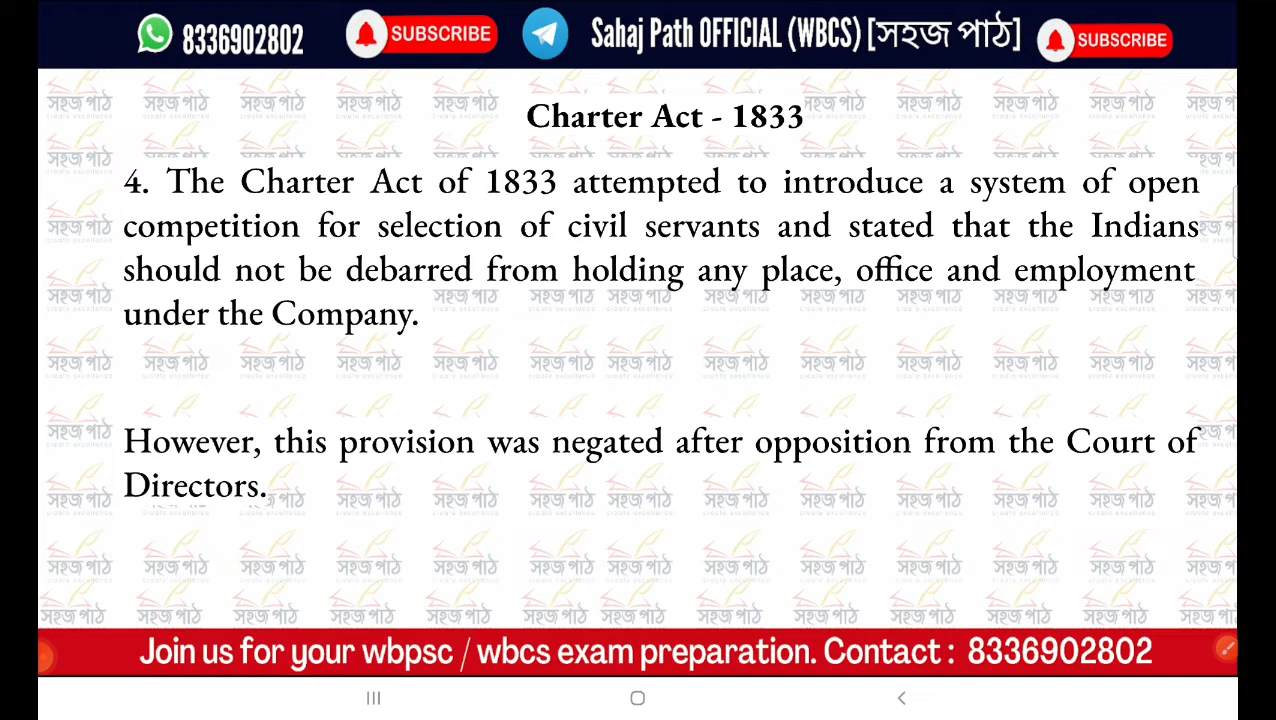 8336902802 SUBSCRIBE Sahaj Path OFFICIAL (WBCS) [সহজ পাঠ] SUBSCRIBE
Charter Act - 1833
4. The Charter Act of 1833 attempted to introduce a system of open
competition for selection of civil servants and stated that the Indians
should not be debarred from holding any place, office and employment
under the Company.
However, this provision was negated after opposition from the Court of
Directors.
সহজ পাঠ
create excellence
Join us for your wbpsc / wbcs exam preparation. Contact : 8336902802